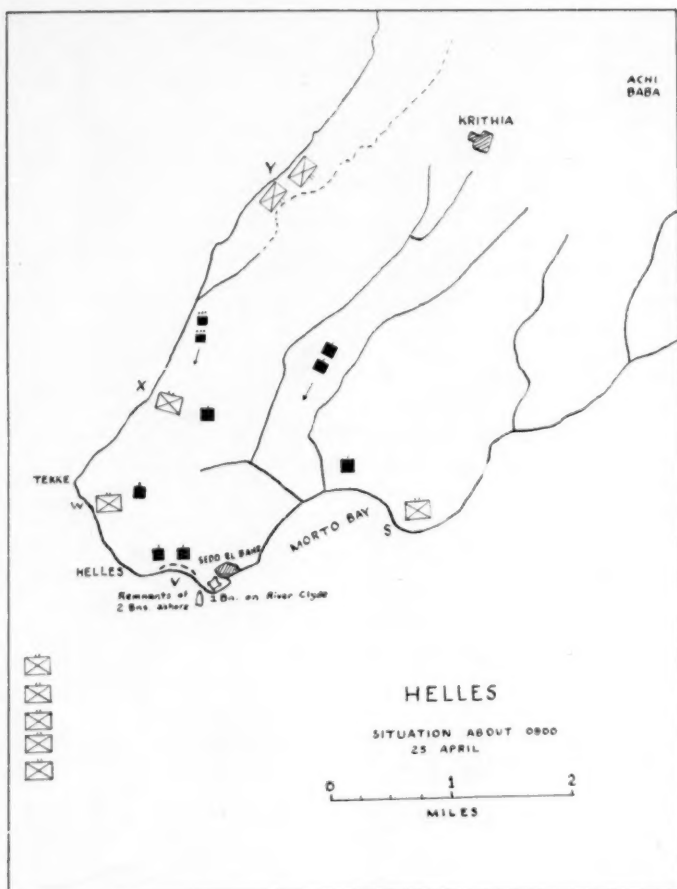 ACHI
BABA
KRITHIA
Y
X
TEKKE
W
S
MORTO BAY
SEDD EL BAHR
HELLES
V
Remnants of
2 Bns. ashore
1 Bn. on River Clyde
HELLES
SITUATION ABOUT 0900
25 APRIL
0 1 2
MILES